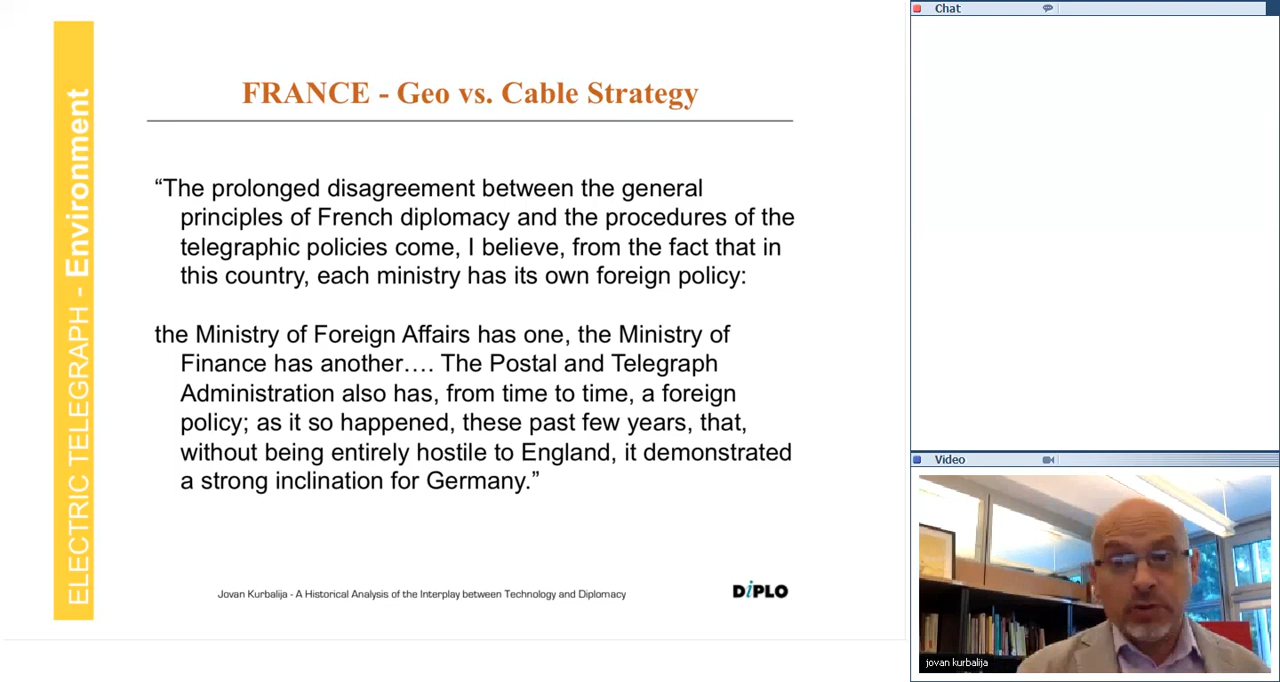 ELECTRIC TELEGRAPH - Environment
FRANCE - Geo vs. Cable Strategy
“The prolonged disagreement between the general
principles of French diplomacy and the procedures of the
telegraphic policies come, I believe, from the fact that in
this country, each ministry has its own foreign policy:
the Ministry of Foreign Affairs has one, the Ministry of
Finance has another…. The Postal and Telegraph
Administration also has, from time to time, a foreign
policy; as it so happened, these past few years, that,
without being entirely hostile to England, it demonstrated
a strong inclination for Germany.”
Jovan Kurbalija - A Historical Analysis of the Interplay between Technology and Diplomacy
DiPLO
Chat
Video
jovan kurbalija